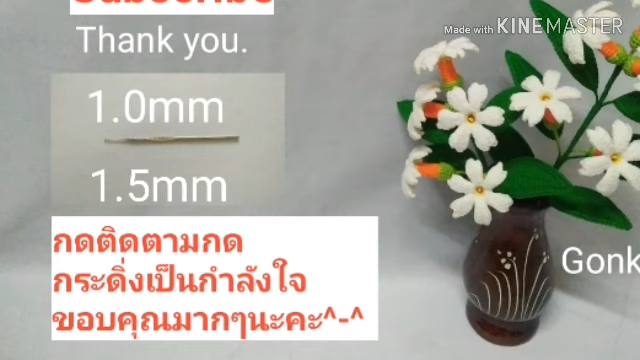 Subscribe
Made with KINEMASTER
Thank you.
1.0mm
1.5mm
กดติดตามกด
กระดิ่งเป็นกำลังใจ
ขอบคุณมากๆนะคะ^-^
Gonk